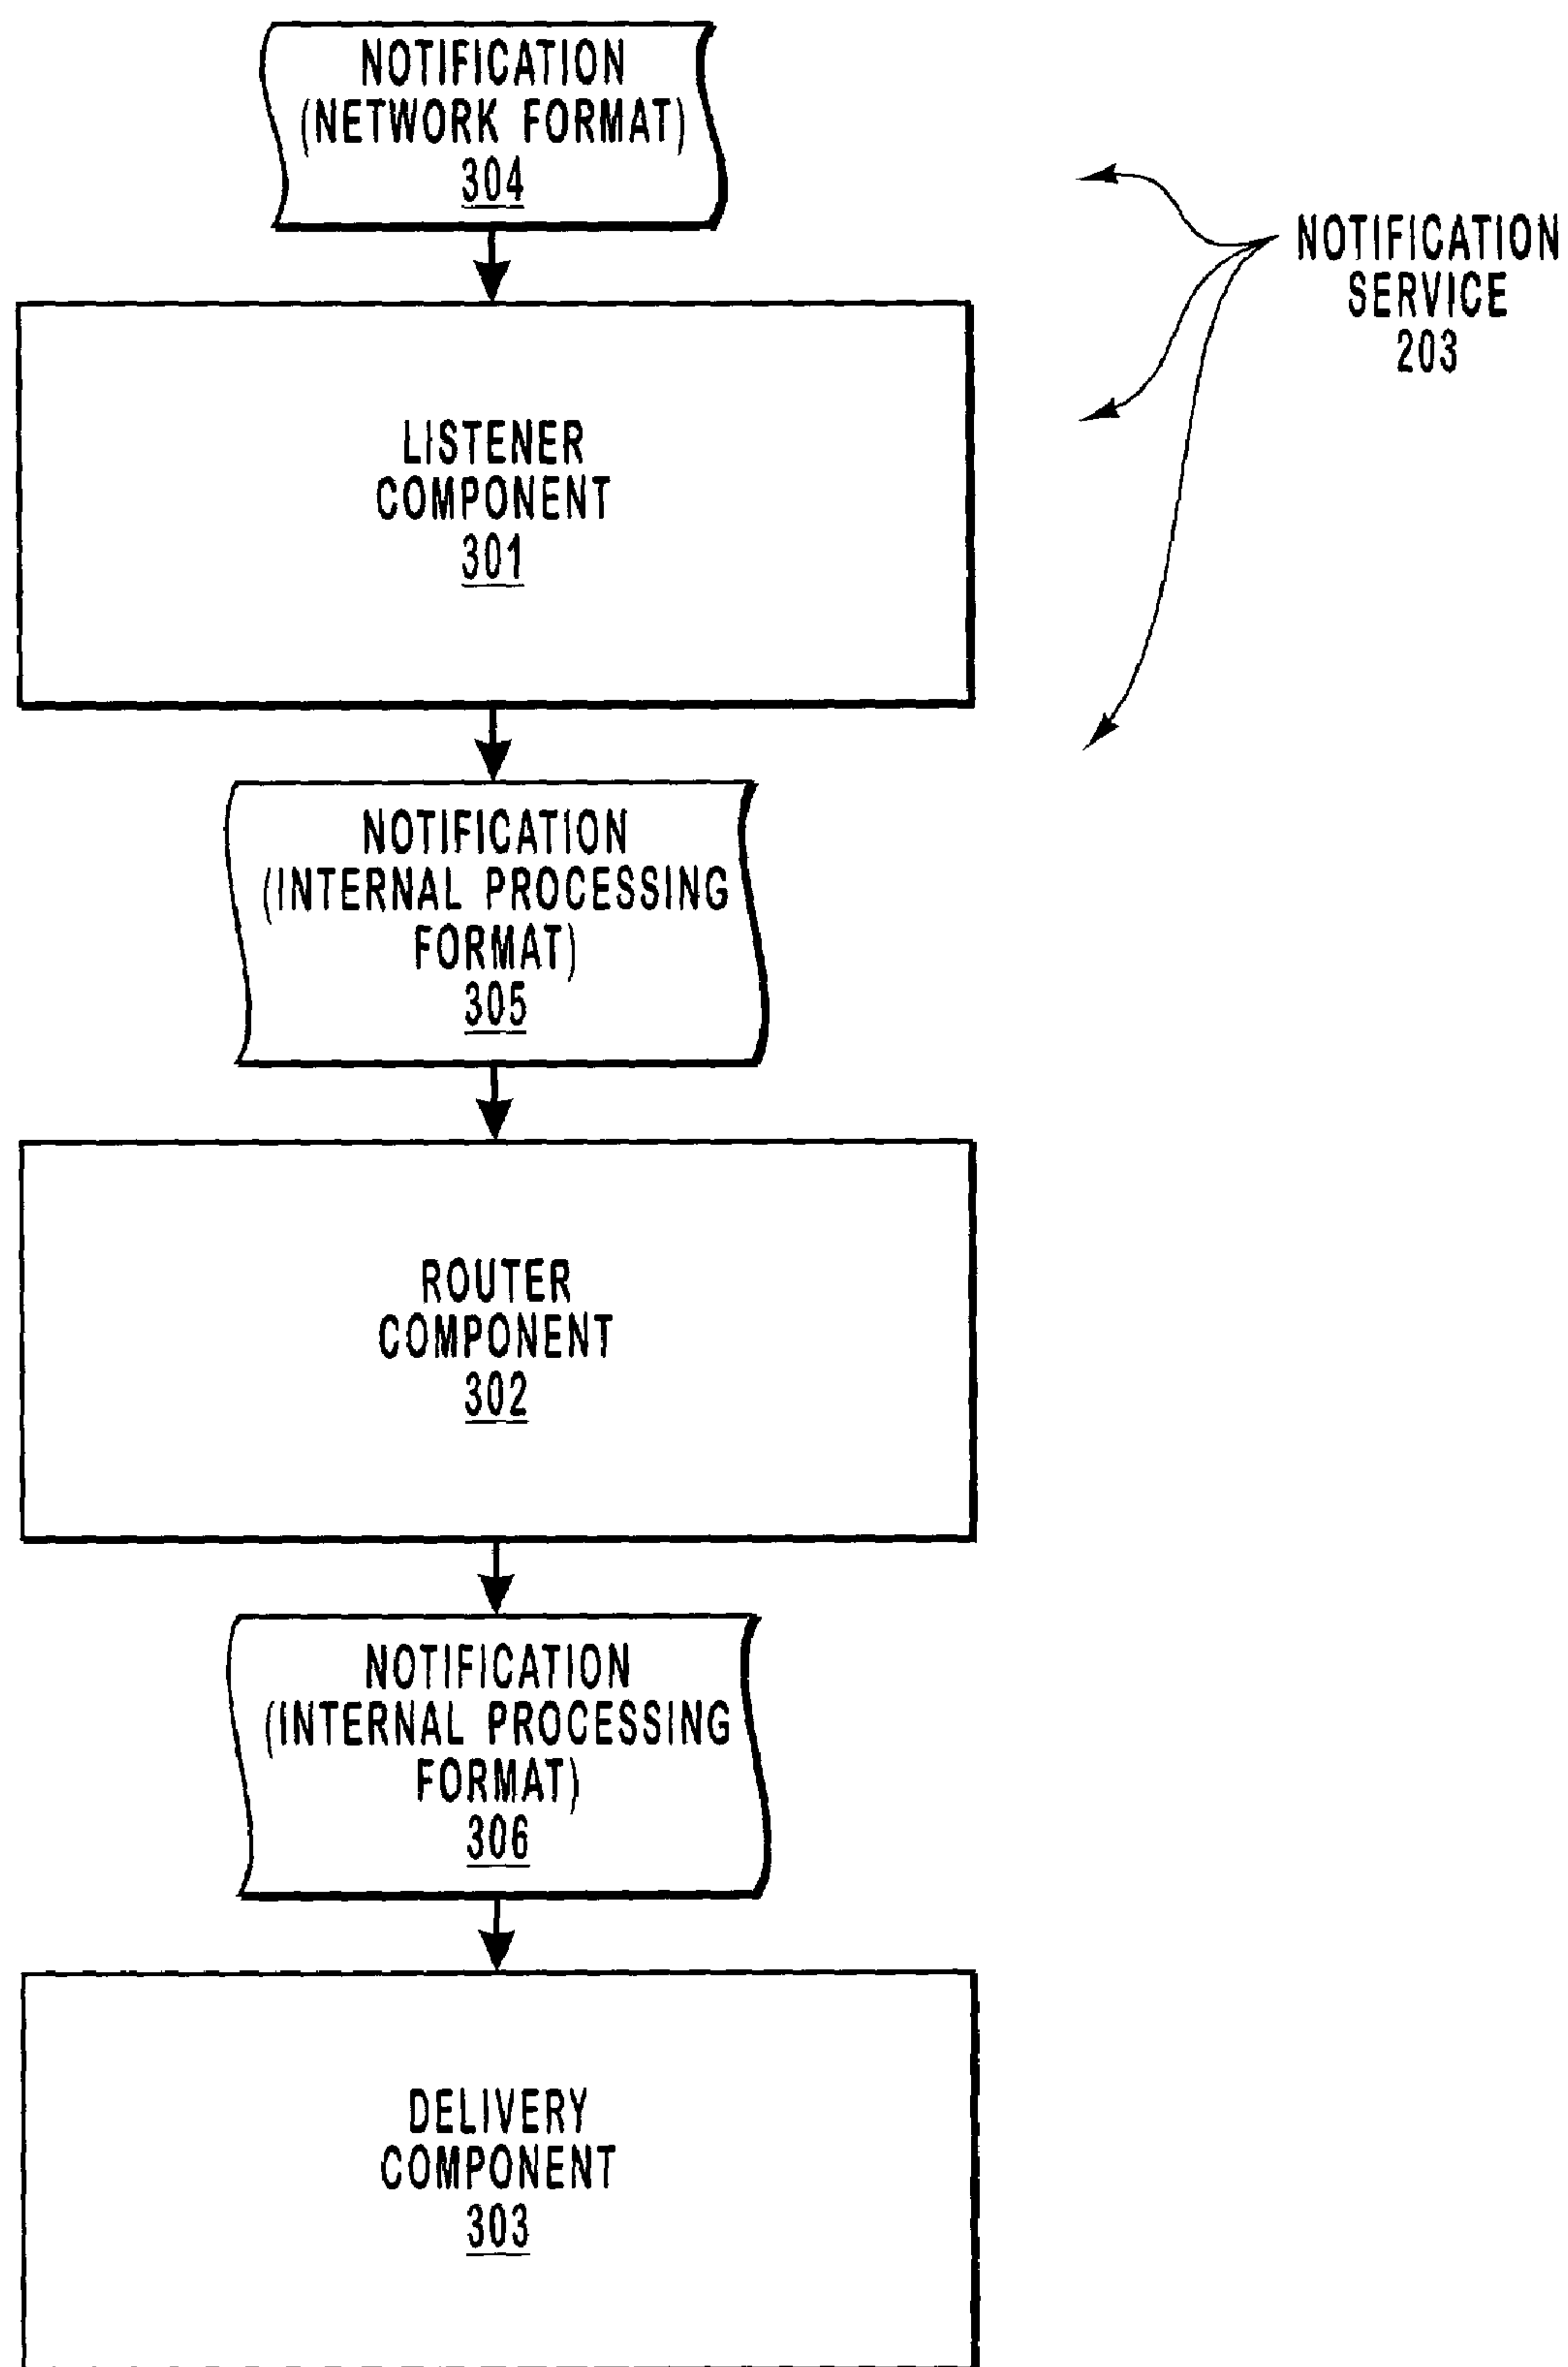 NOTIFICATION
(NETWORK FORMAT)
304
NOTIFICATION
SERVICE
203
LISTENER
COMPONENT
301
NOTIFICATION
(INTERNAL PROCESSING
FORMAT)
305
ROUTER
COMPONENT
302
NOTIFICATION
(INTERNAL PROCESSING
FORMAT)
306
DELIVERY
COMPONENT
303